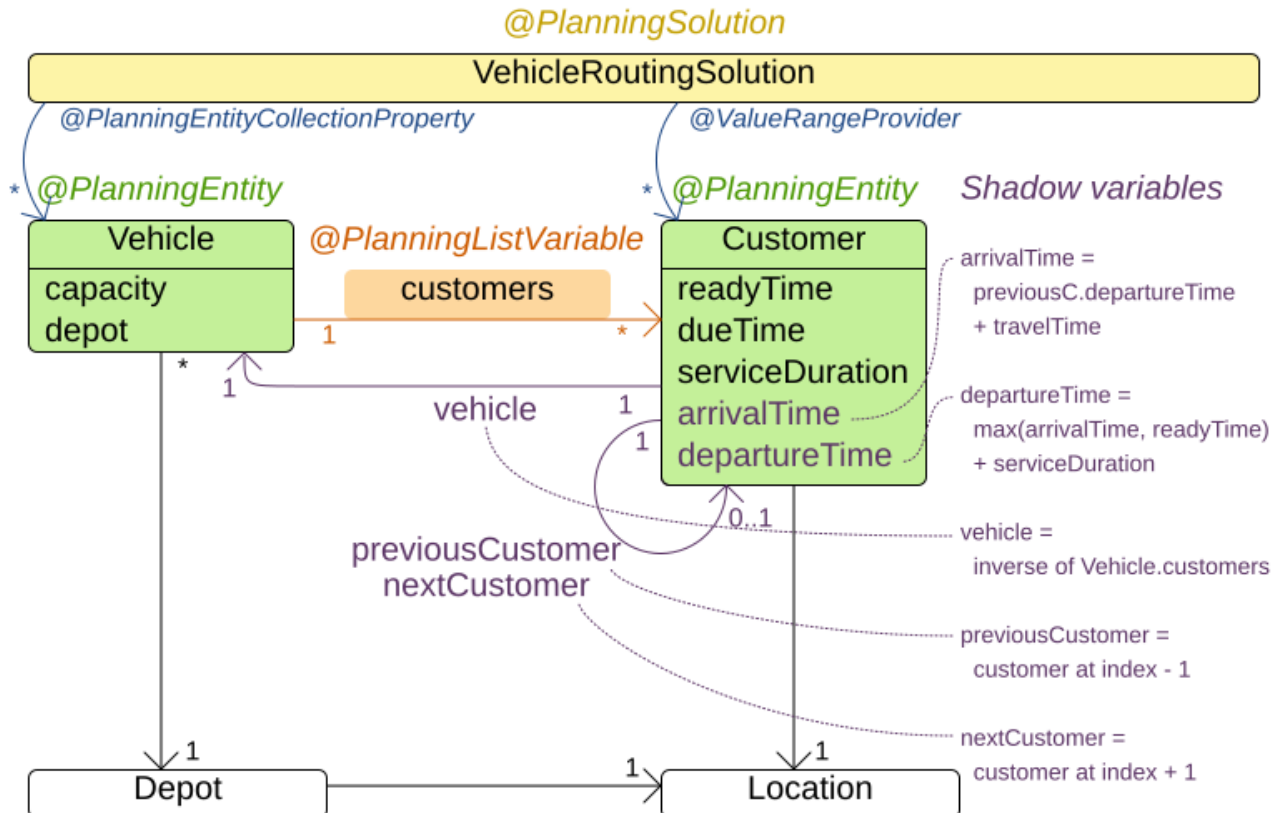 @PlanningSolution
VehicleRoutingSolution
@PlanningEntityCollectionProperty
@ValueRangeProvider
*
@PlanningEntity
*
@PlanningEntity
Shadow variables
Vehicle
@PlanningListVariable
Customer
capacity
depot
customers
1
*
readyTime
dueTime
serviceDuration
arrivalTime
departureTime
arrivalTime =
previousC.departureTime
+ travelTime
*
1
vehicle
1
1
departureTime =
max(arrivalTime, readyTime)
+ serviceDuration
0..1
previousCustomer
nextCustomer
vehicle =
inverse of Vehicle.customers
previousCustomer =
customer at index - 1
nextCustomer =
customer at index + 1
1
1
1
Depot
Location